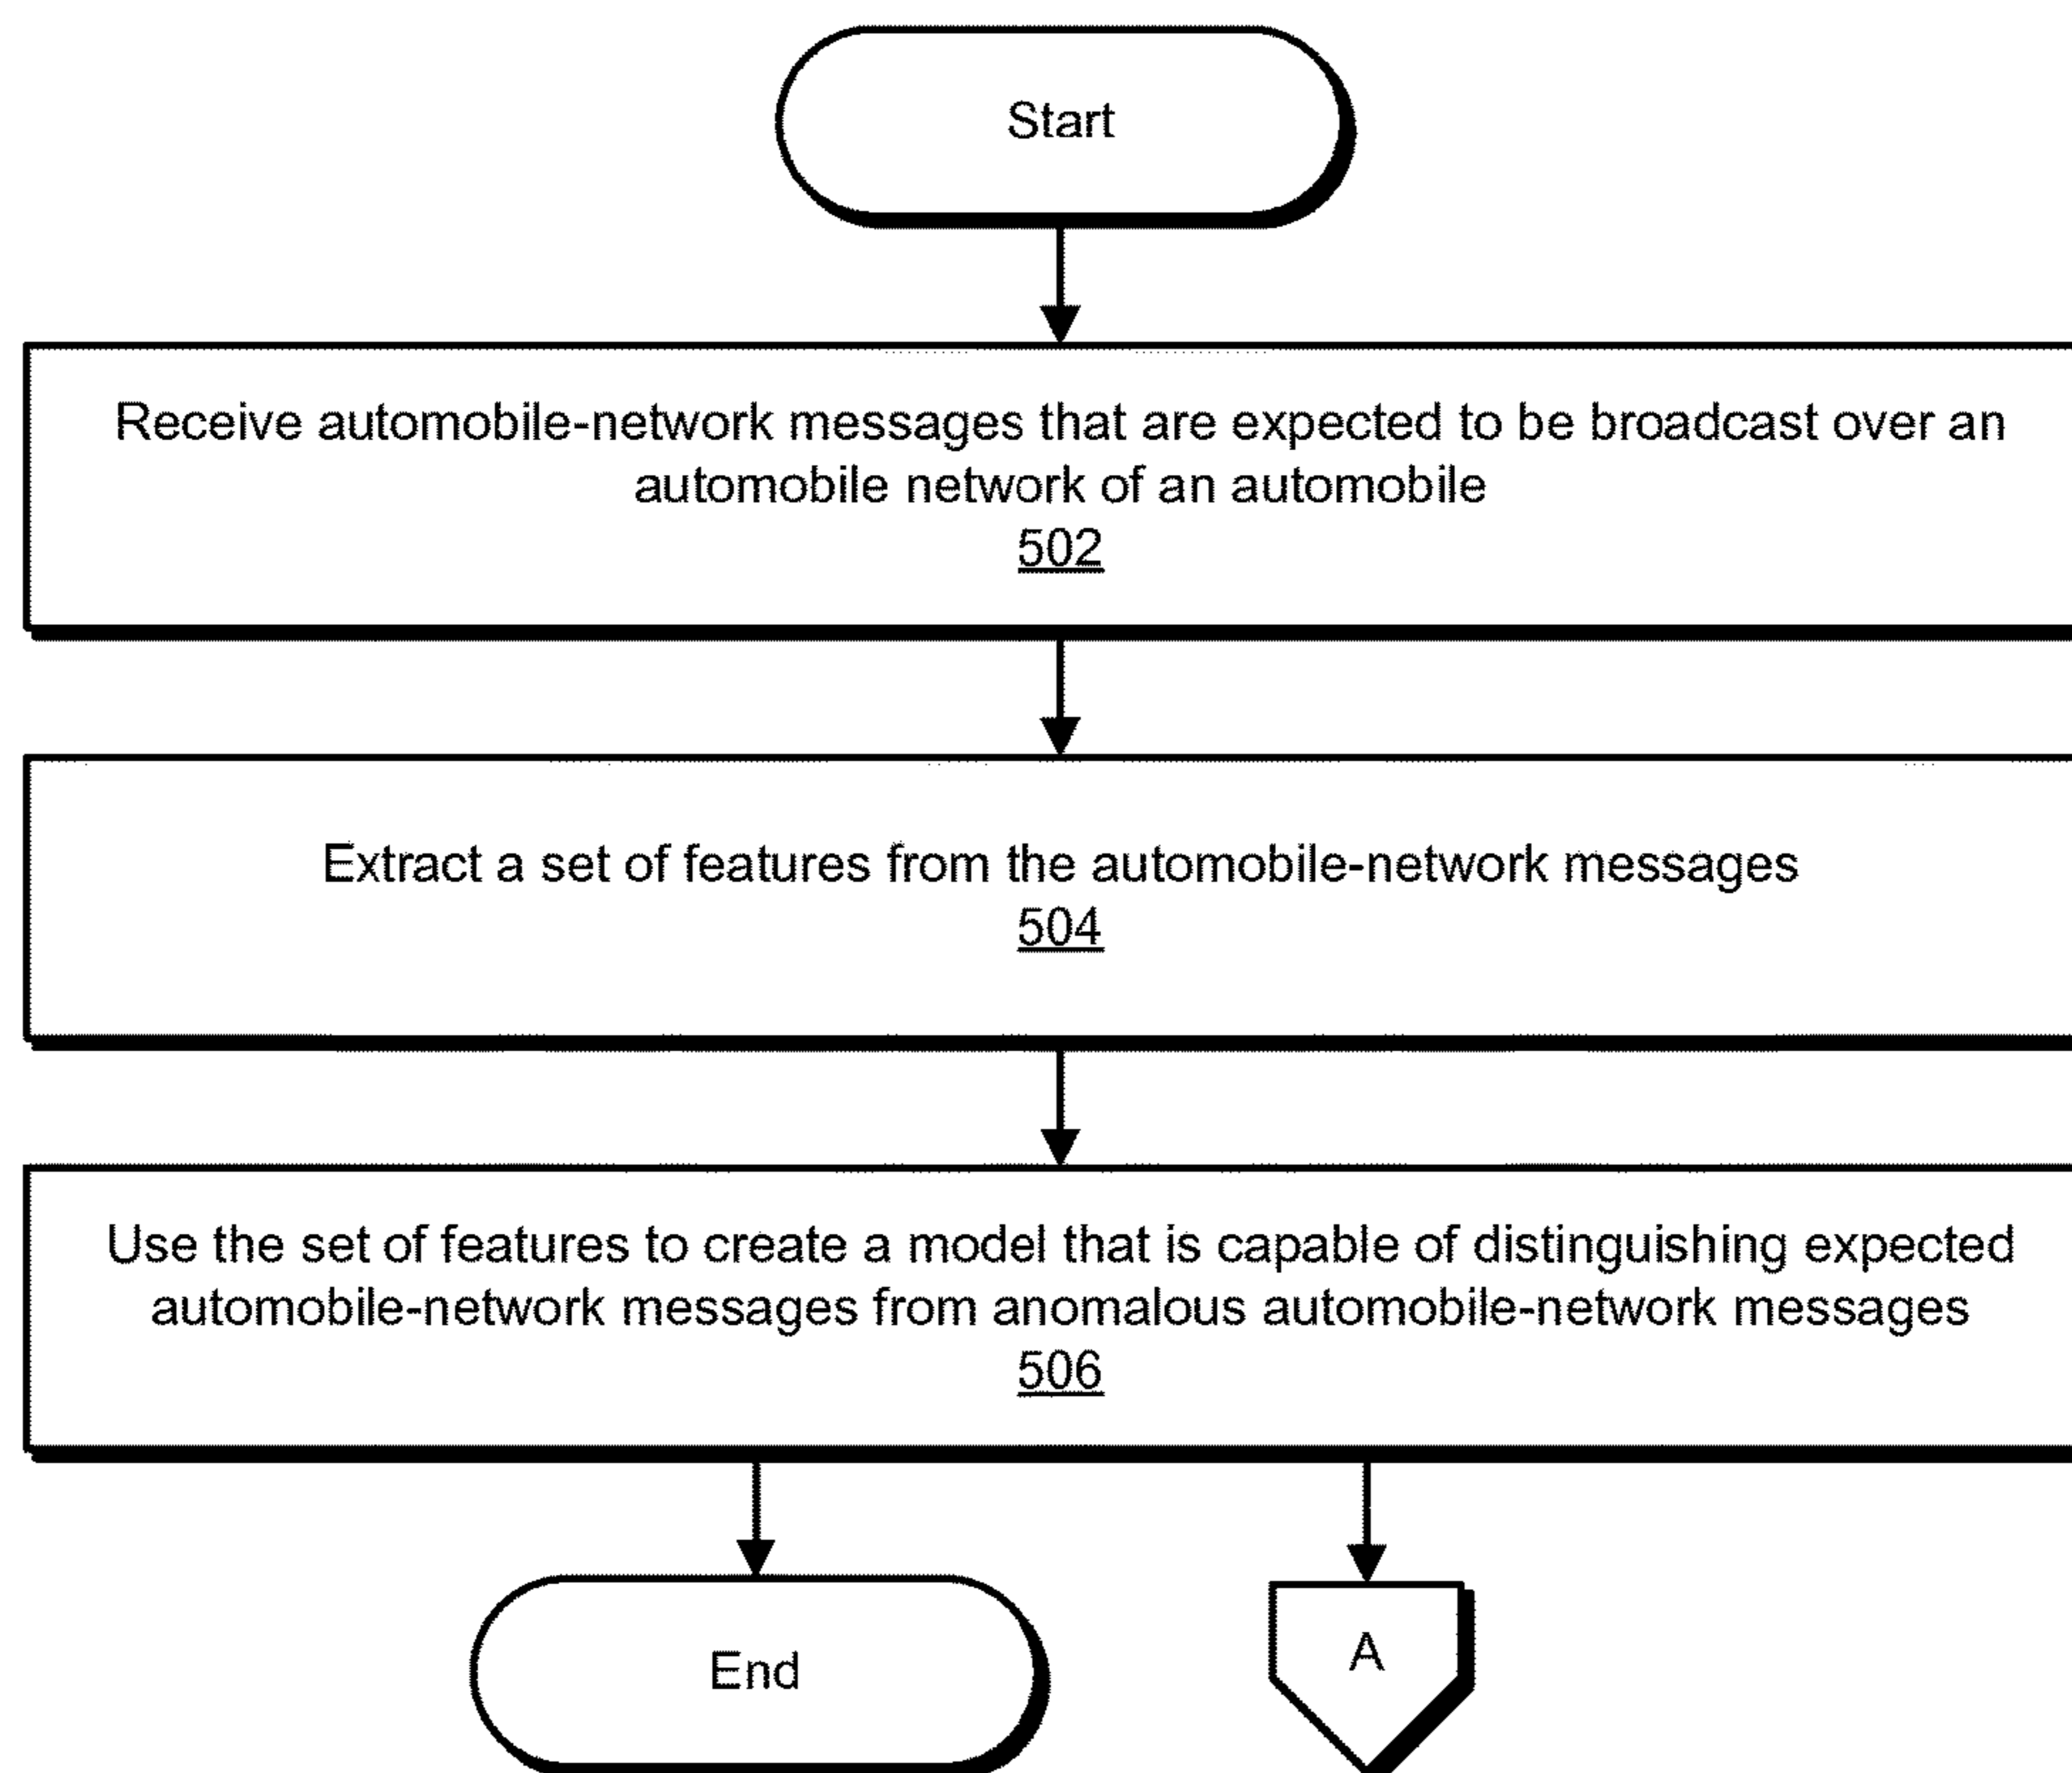 Start
Receive automobile-network messages that are expected to be broadcast over an
automobile network of an automobile
502
Extract a set of features from the automobile-network messages
504
Use the set of features to create a model that is capable of distinguishing expected
automobile-network messages from anomalous automobile-network messages
506
End
A